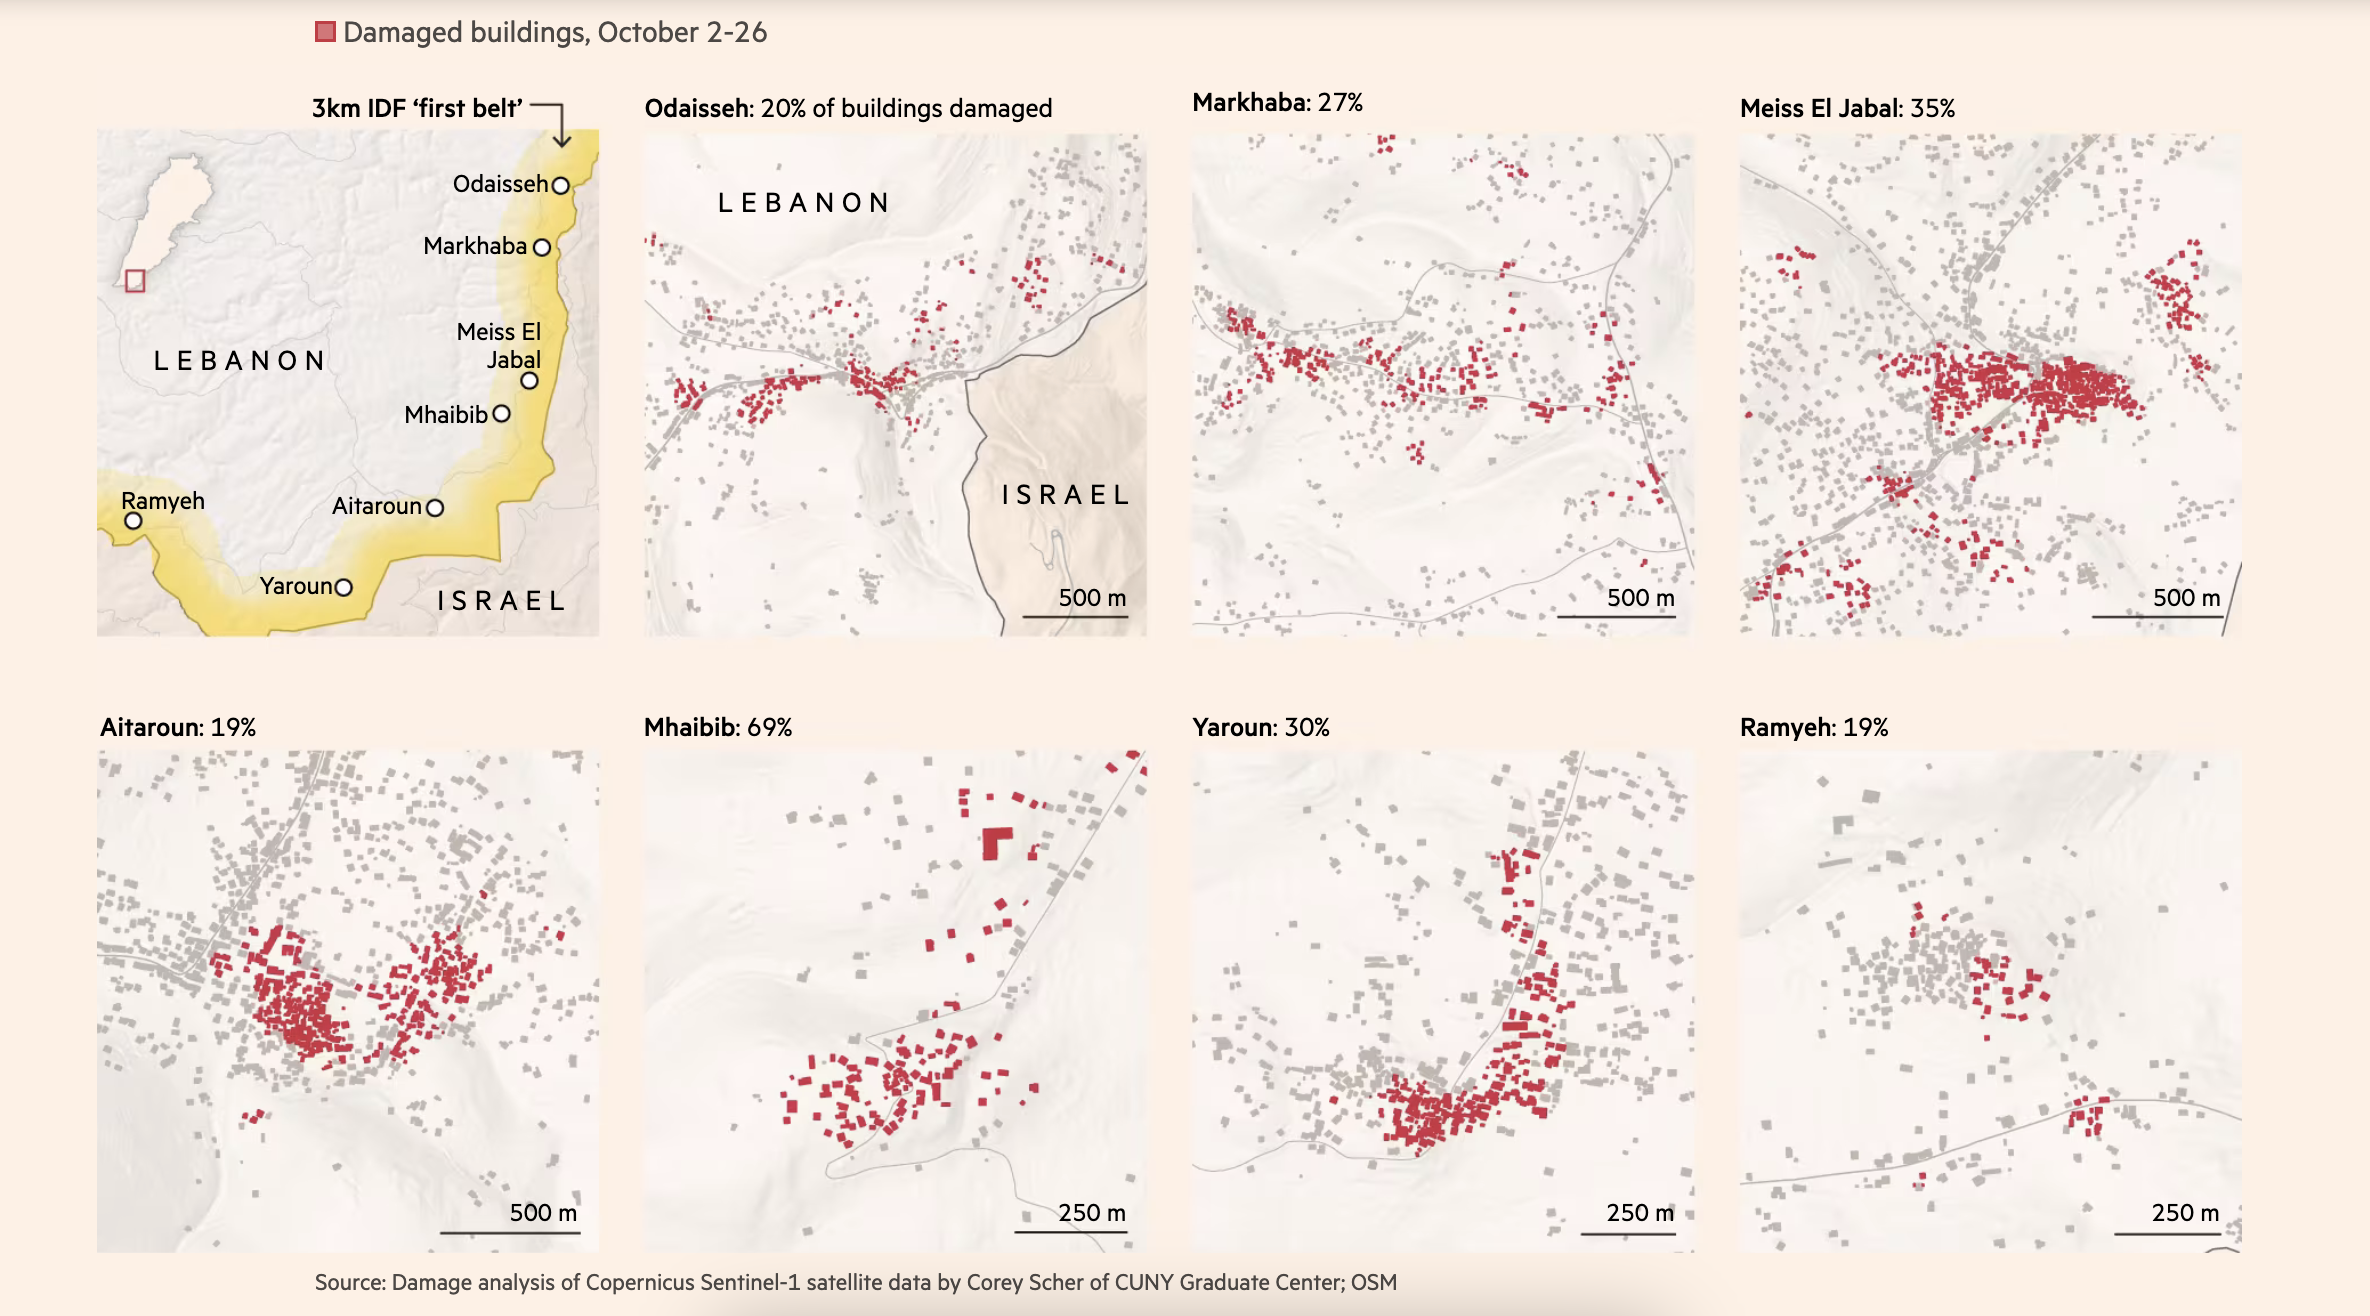 Damaged buildings, October 2-26
3km IDF ‘first belt’
Odaisseh
Markhaba
Meiss El
Jabal
LEBANON
Mhaibib
Ramyeh
Aitaroun
Yaroun
ISRAEL
Odaisseh: 20% of buildings damaged
LEBANON
ISRAEL
500 m
Markhaba: 27%
500 m
Meiss El Jabal: 35%
500 m
Aitaroun: 19%
500 m
Mhaibib: 69%
250 m
Yaroun: 30%
250 m
Ramyeh: 19%
250 m
Source: Damage analysis of Copernicus Sentinel-1 satellite data by Corey Scher of CUNY Graduate Center; OSM